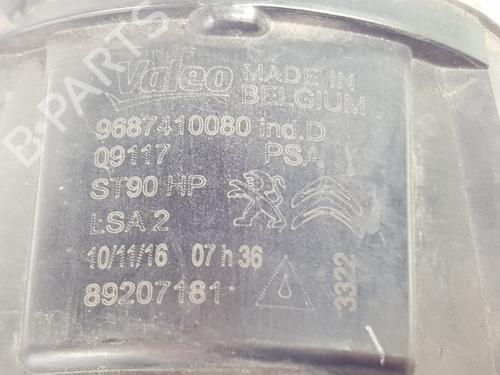 Valeo MADE IN
BELGIUM
9687410080 ind.D
09117 PSA
ST90 HP
LSA 2
10/11/16 07 h 36
89207181
3322
B-PARTS